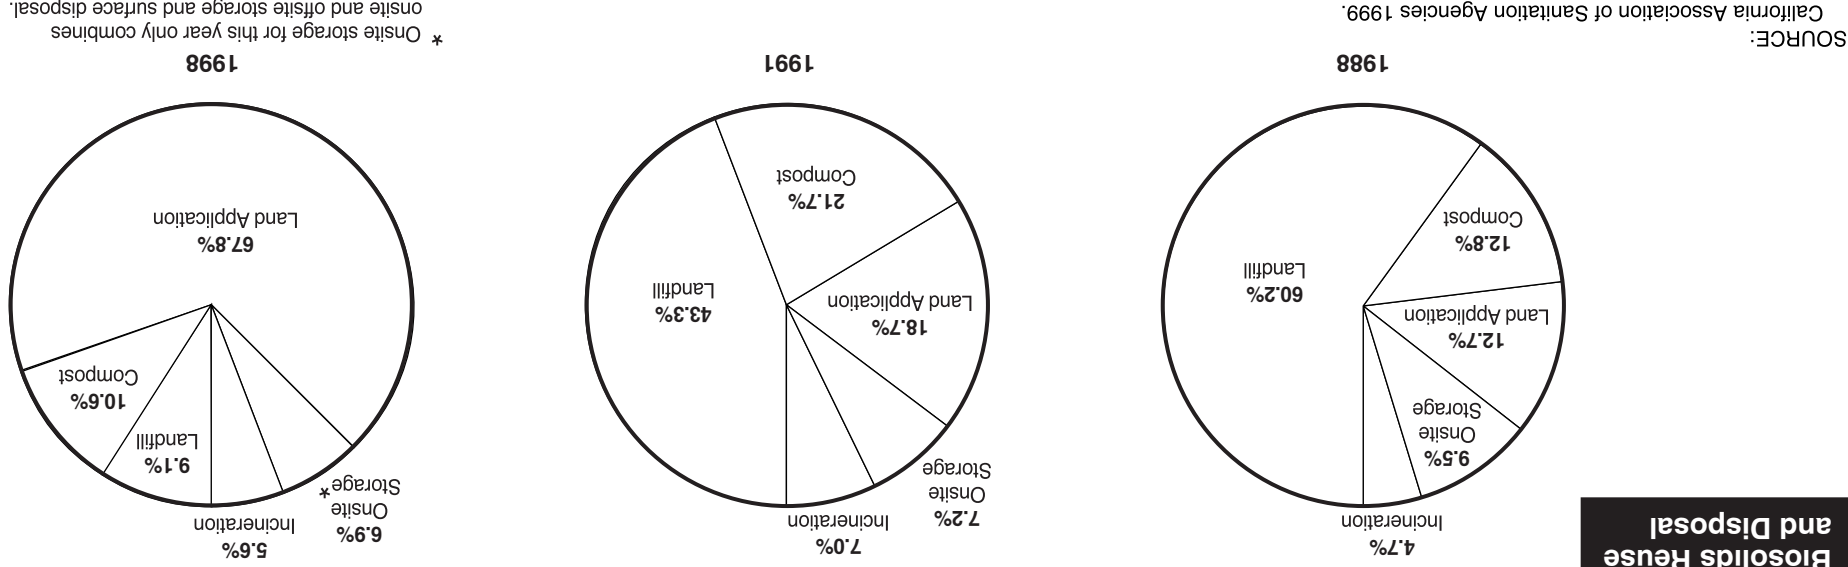 Biosolids Reuse
and Disposal
4.7%
Incineration
9.5%
Onsite
Storage
12.7%
Land Application
12.8%
Compost
60.2%
Landfill
1988
7.0%
Incineration
7.2%
Onsite
Storage
18.7%
Land Application
21.7%
Compost
43.3%
Landfill
1991
5.6%
Incineration
6.9%
Onsite
Storage*
9.1%
Landfill
10.6%
Compost
67.8%
Land Application
1998
SOURCE:
California Association of Sanitation Agencies 1999.
* Onsite storage for this year only combines
onsite and offsite storage and surface disposal.